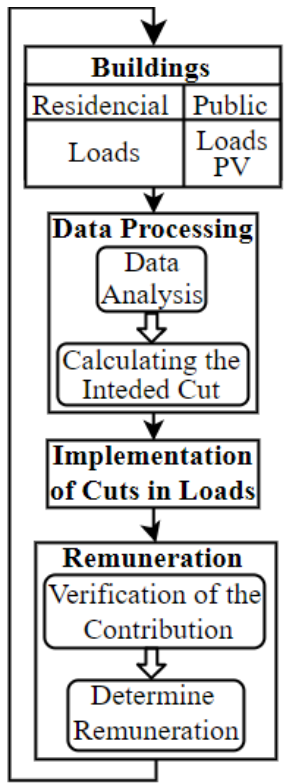 Buildings
Residencial Public
Loads
Loads
PV
Data Processing
Data
Analysis
Calculating the
Inteded Cut
Implementation
of Cuts in Loads
Remuneration
Verification of the
Contribution
Determine
Remuneration